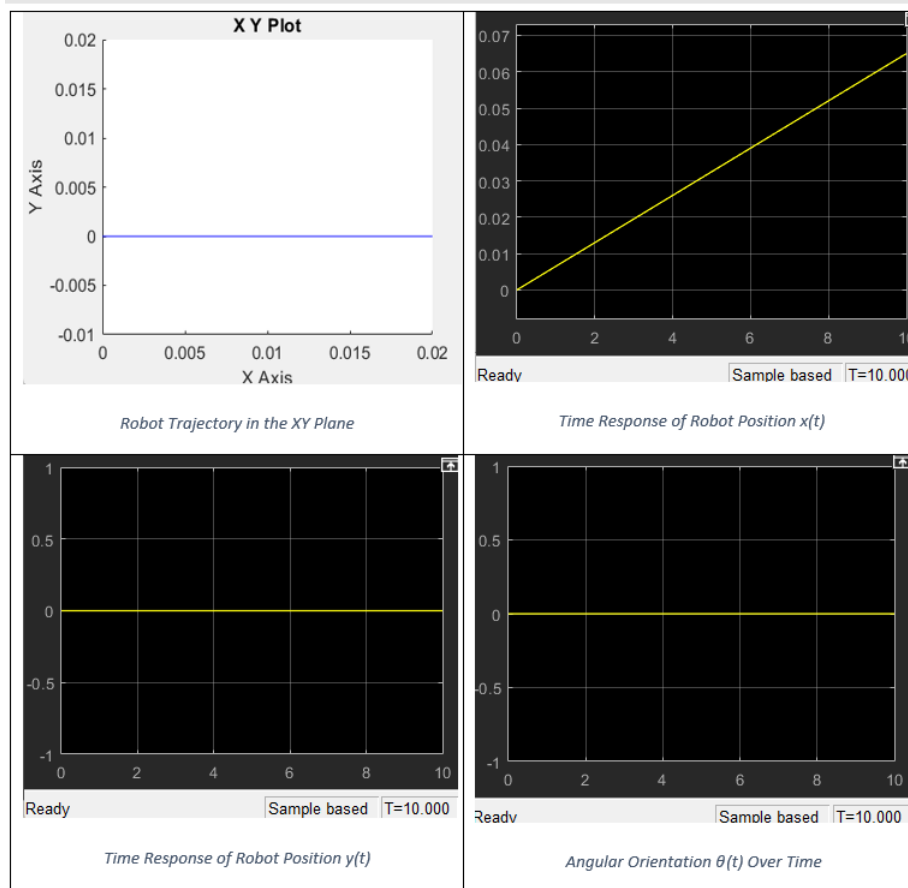 X Y Plot
0.02
0.015
0.01
0.005
0
-0.005
-0.01
Y Axis
0 0.005 0.01 0.015 0.02
X Axis
Robot Trajectory in the XY Plane
0.07
0.06
0.05
0.04
0.03
0.02
0.01
0
0 2 4 6 8
Ready Sample based
Time Response of Robot Position x(t)
1
0.5
0
-0.5
-1
0 2 4 6 8 10
Ready Sample based T=10.000
Time Response of Robot Position y(t)
1
0.5
0
-0.5
-1
0 2 4 6 8 10
Ready Sample based T=10.000
Angular Orientation θ(t) Over Time